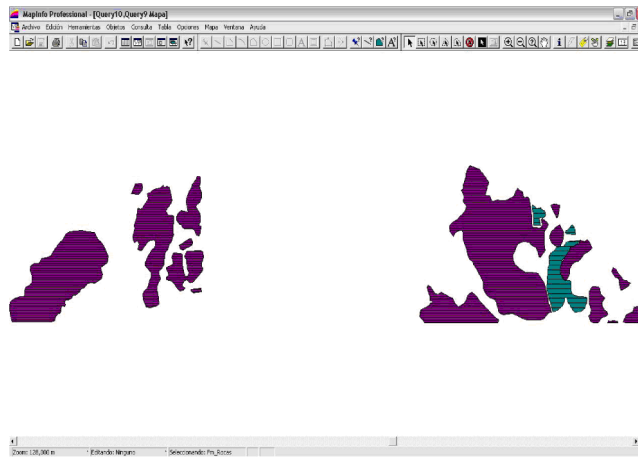 MapInfo Professional - [Query10,Query9 Mapa]
Archivo Edición Herramientas Objetos Consulta Tabla Opciones Mapa Ventana Ayuda
Zoom: 128,000 m Editando: Ninguno Seleccionando: Fm_Rocas